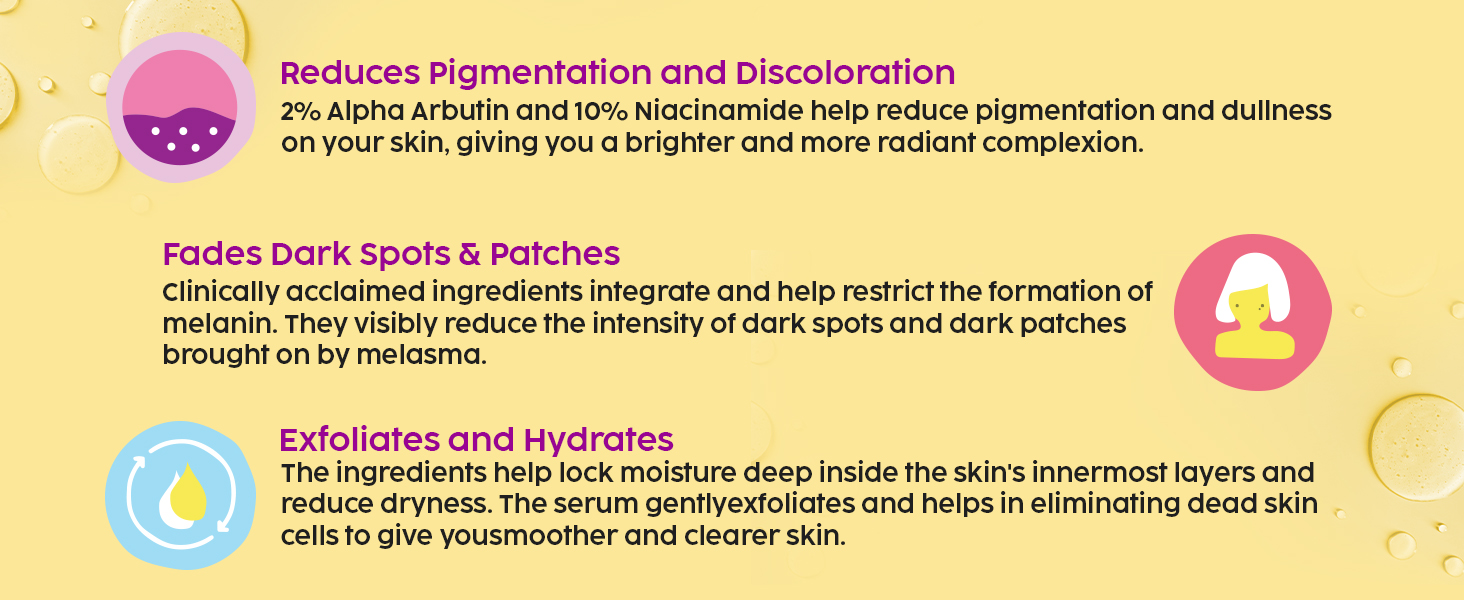 Reduces Pigmentation and Discoloration
2% Alpha Arbutin and 10% Niacinamide help reduce pigmentation and dullness
on your skin, giving you a brighter and more radiant complexion.
Fades Dark Spots & Patches
Clinically acclaimed ingredients integrate and help restrict the formation of
melanin. They visibly reduce the intensity of dark spots and dark patches
brought on by melasma.
Exfoliates and Hydrates
The ingredients help lock moisture deep inside the skin's innermost layers and
reduce dryness. The serum gentlyexfoliates and helps in eliminating dead skin
cells to give yousmoother and clearer skin.